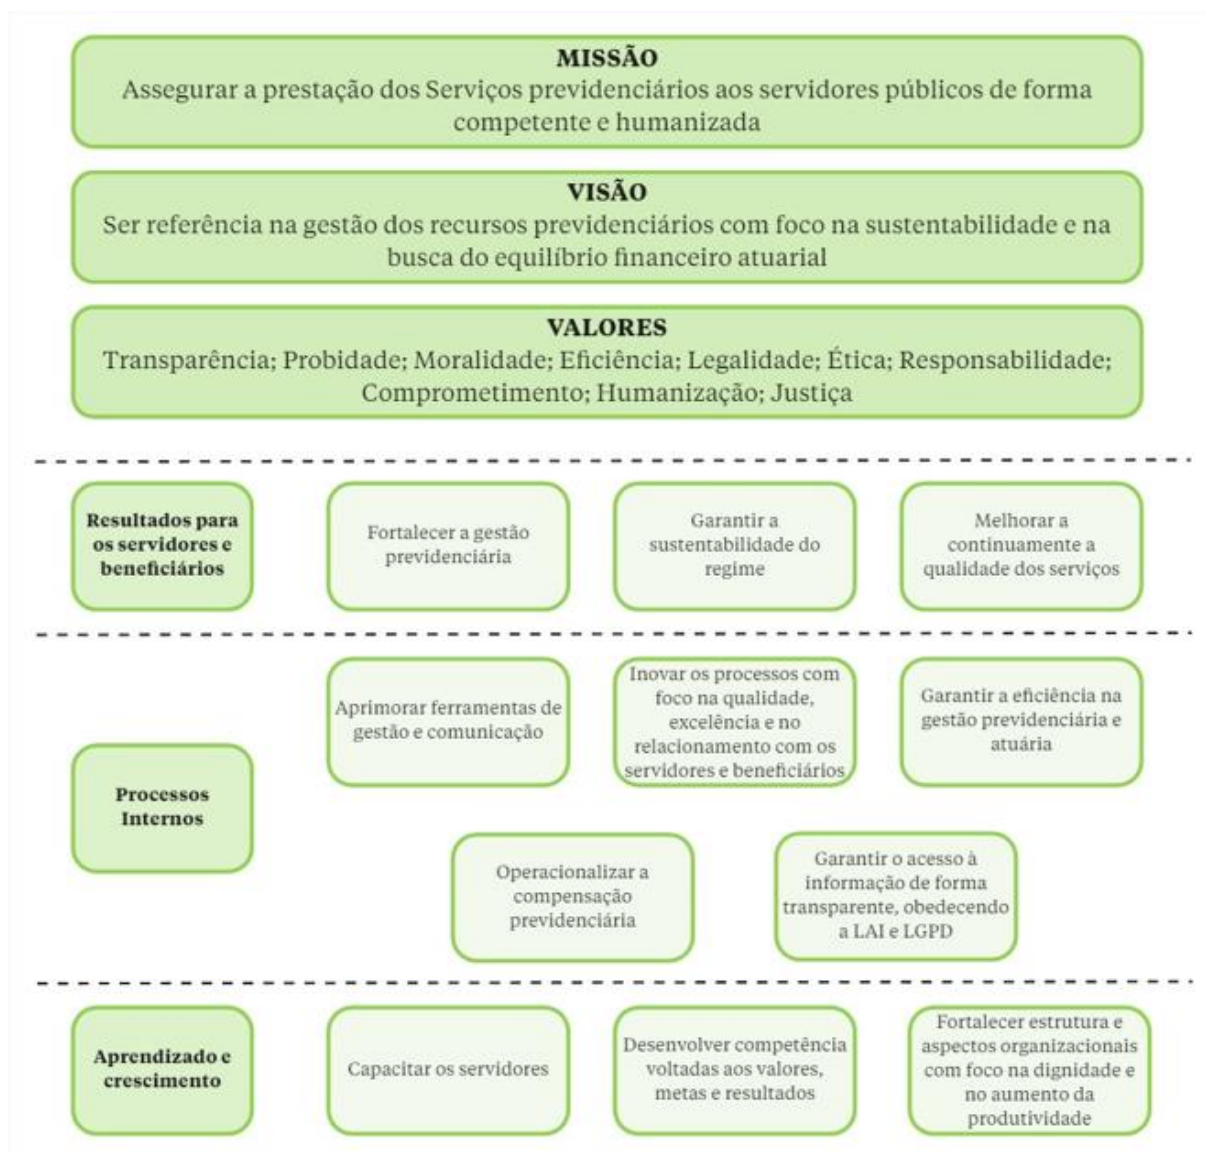 MISSÃO
Assegurar a prestação dos Serviços previdenciários aos servidores públicos de forma
competente e humanizada
VISÃO
Ser referência na gestão dos recursos previdenciários com foco na sustentabilidade e na
busca do equilíbrio financeiro atuarial
VALORES
Transparência; Probidade; Moralidade; Eficiência; Legalidade; Ética; Responsabilidade;
Comprometimento; Humanização; Justiça
Resultados para
os servidores e
beneficiários
Fortalecer a gestão
previdenciária
Garantir a
sustentabilidade do
regime
Melhorar a
continuamente a
qualidade dos serviços
Processos
Internos
Aprimorar ferramentas de
gestão e comunicação
Inovar os processos com
foco na qualidade,
excelência e no
relacionamento com os
servidores e beneficiários
Garantir a eficiência na
gestão previdenciária e
atuária
Operacionalizar a
compensação
previdenciária
Garantir o acesso à
informação de forma
transparente, obedecendo
a LAI e LGPD
Aprendizado e
crescimento
Capacitar os servidores
Desenvolver competência
voltadas aos valores,
metas e resultados
Fortalecer estrutura e
aspectos organizacionais
com foco na dignidade e
no aumento da
produtividade